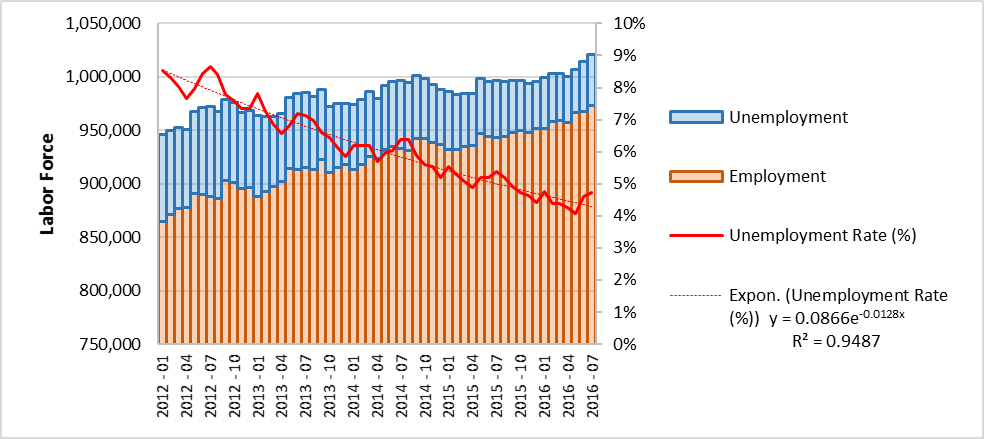 1,050,000
1,000,000
950,000
900,000
850,000
800,000
750,000
Labor Force
10%
9%
8%
7%
6%
5%
4%
3%
2%
1%
0%
2012 - 01
2012 - 04
2012 - 07
2012 - 10
2013 - 01
2013 - 04
2013 - 07
2013 - 10
2014 - 01
2014 - 04
2014 - 07
2014 - 10
2015 - 01
2015 - 04
2015 - 07
2015 - 10
2016 - 01
2016 - 04
2016 - 07
Unemployment
Employment
Unemployment Rate (%)
Expon. (Unemployment Rate
(%)) y = 0.0866e^-0.0128x
R² = 0.9487